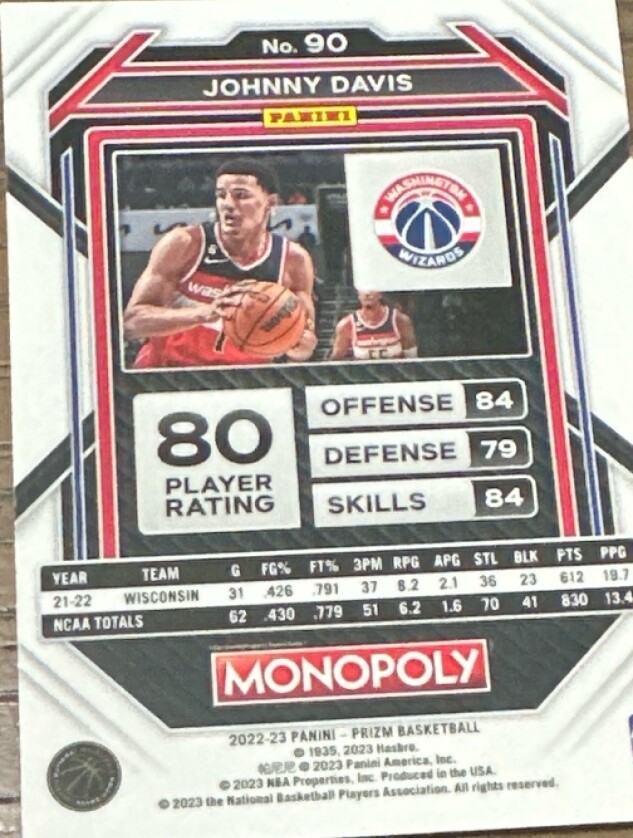 No. 90
JOHNNY DAVIS
PANINI
WASHINGTON
WIZARDS
80
PLAYER
RATING
OFFENSE 84
DEFENSE 79
SKILLS 84
YEAR TEAM G FG% FT% 3PM RPG APG STL BLK PTS PPG
21-22 WISCONSIN 31 .426 .791 37 8.2 2.1 36 23 612 19.7
NCAA TOTALS 62 .430 .779 51 6.2 1.6 70 41 830 13.4
MONOPOLY
2022-23 PANINI – PRIZM BASKETBALL
© 1935, 2023 Hasbro.
帕尼尼 © 2023 Panini America, Inc.
© 2023 NBA Properties, Inc. Produced in the USA.
© 2023 the National Basketball Players Association. All rights reserved.